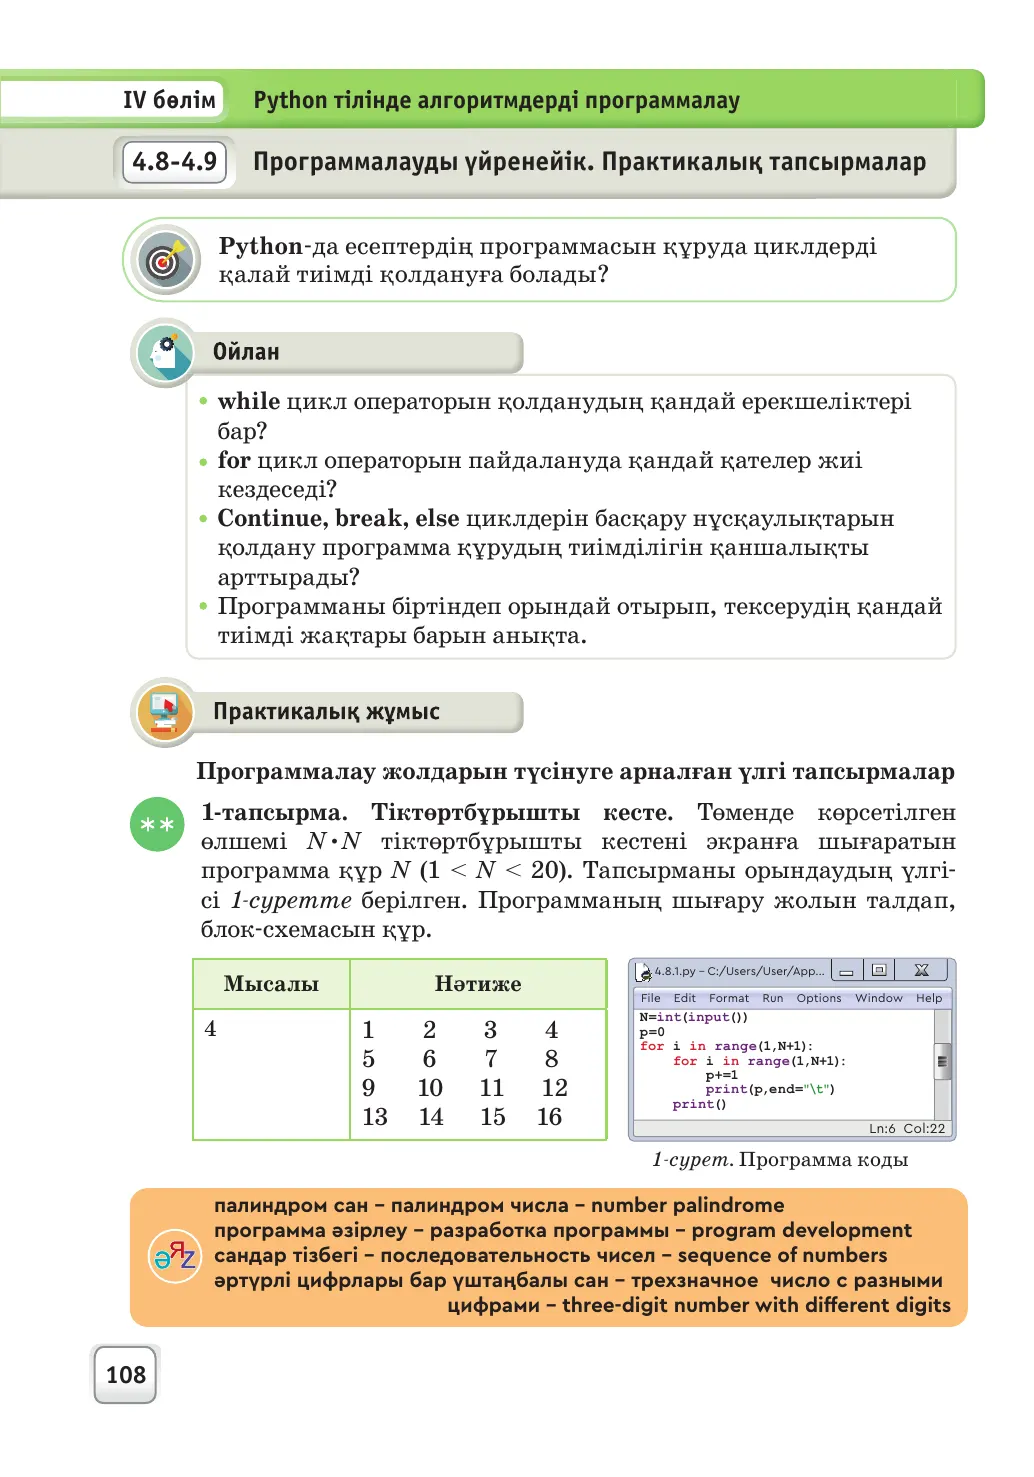 IV бөлім
Python тілінде алгоритмдерді программалау
4.8-4.9
Программалауды үйренейік. Практикалық тапсырмалар
Python-да есептердің программасын құруда циклдерді
қалай тиімді қолдануға болады?
Ойлан
• while цикл операторын қолданудың қандай ерекшеліктері
бар?
• for цикл операторын пайдалануда қандай қателер жиі
кездеседі?
• Continue, break, else циклдерін басқару нұсқаулықтарын
қолдану программа құрудың тиімділігін қаншалықты
арттырады?
• Программаны біртіндеп орындай отырып, тексерудің қандай
тиімді жақтары барын анықта.
Практикалық жұмыс
Программалау жолдарын түсінуге арналған үлгі тапсырмалар
**
1-тапсырма. Тіктөртбұрышты кесте. Төменде көрсетілген
өлшемі N·N тіктөртбұрышты кестені экранға шығаратын
программа құр N (1 < N < 20). Тапсырманы орындаудың үлгі-
сі 1-суретте берілген. Программаның шығару жолын талдап,
блок-схемасын құр.
Мысалы Нәтиже
4
1 2 3 4
5 6 7 8
9 10 11 12
13 14 15 16
4.8.1.py – C:/Users/User/App...
File Edit Format Run Options Window Help
N=int(input())
p=0
for i in range(1,N+1):
    for i in range(1,N+1):
        p+=1
        print(p,end="\t")
    print()
Ln:6 Col:22
1-сурет. Программа коды
әЯZ
палиндром сан – палиндром числа – number palindrome
программа әзірлеу – разработка программы – program development
сандар тізбегі – последовательность чисел – sequence of numbers
әртүрлі цифрлары бар үштаңбалы сан – трехзначное число с разными
цифрами – three-digit number with different digits
108